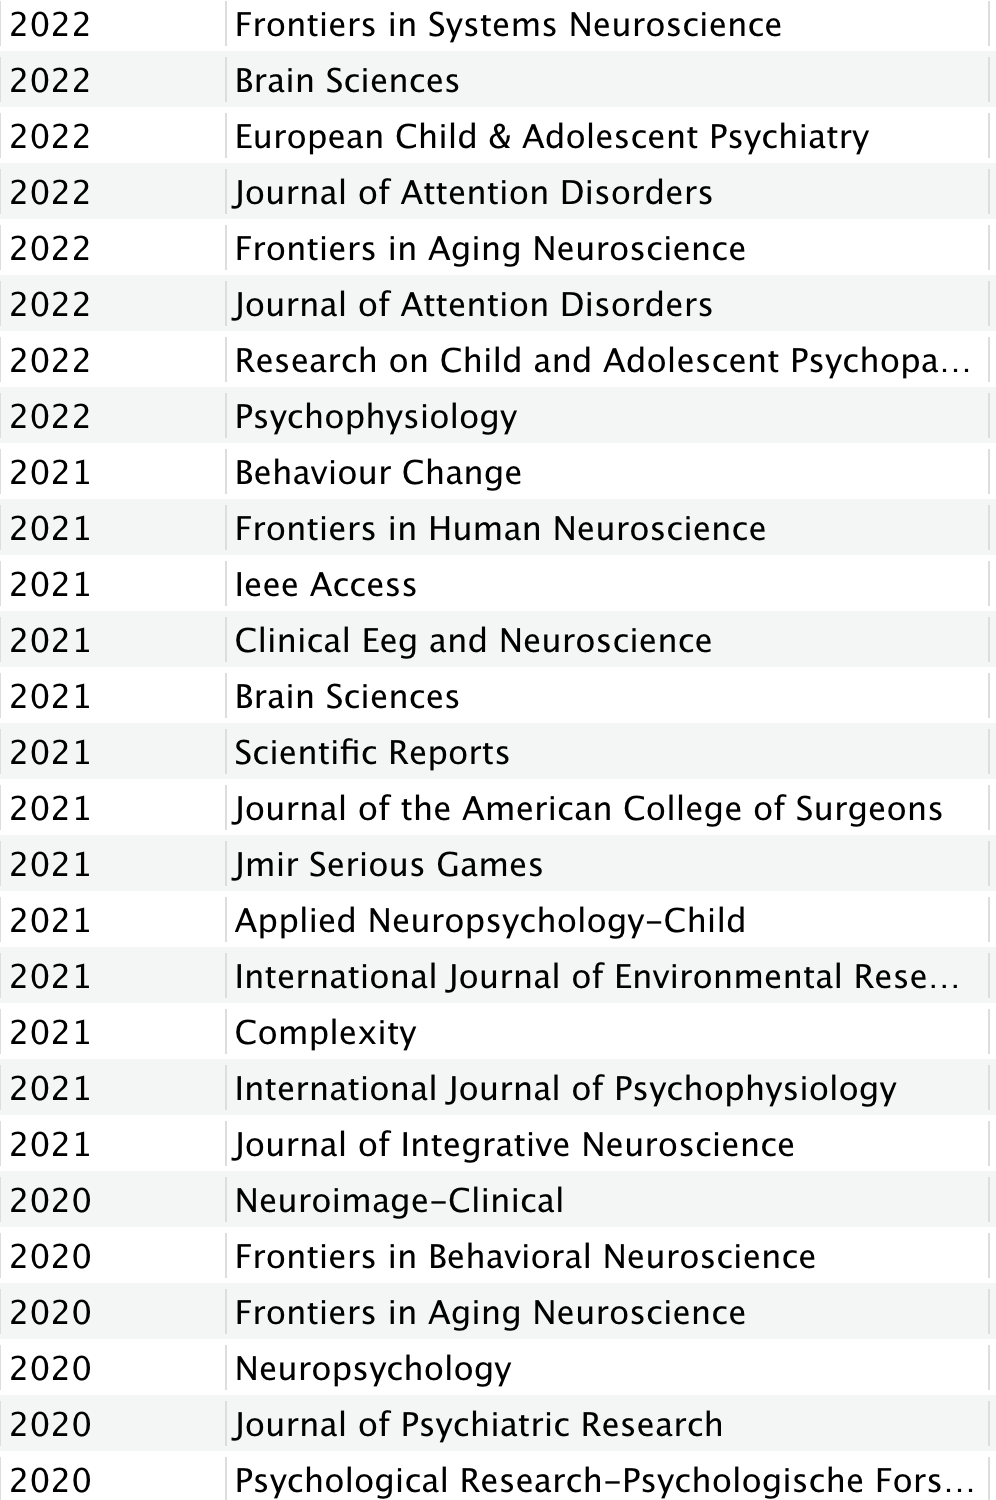 2022 Frontiers in Systems Neuroscience
2022 Brain Sciences
2022 European Child & Adolescent Psychiatry
2022 Journal of Attention Disorders
2022 Frontiers in Aging Neuroscience
2022 Journal of Attention Disorders
2022 Research on Child and Adolescent Psychopa...
2022 Psychophysiology
2021 Behaviour Change
2021 Frontiers in Human Neuroscience
2021 Ieee Access
2021 Clinical Eeg and Neuroscience
2021 Brain Sciences
2021 Scientific Reports
2021 Journal of the American College of Surgeons
2021 Jmir Serious Games
2021 Applied Neuropsychology-Child
2021 International Journal of Environmental Rese...
2021 Complexity
2021 International Journal of Psychophysiology
2021 Journal of Integrative Neuroscience
2020 Neuroimage-Clinical
2020 Frontiers in Behavioral Neuroscience
2020 Frontiers in Aging Neuroscience
2020 Neuropsychology
2020 Journal of Psychiatric Research
2020 Psychological Research-Psychologische Fors...